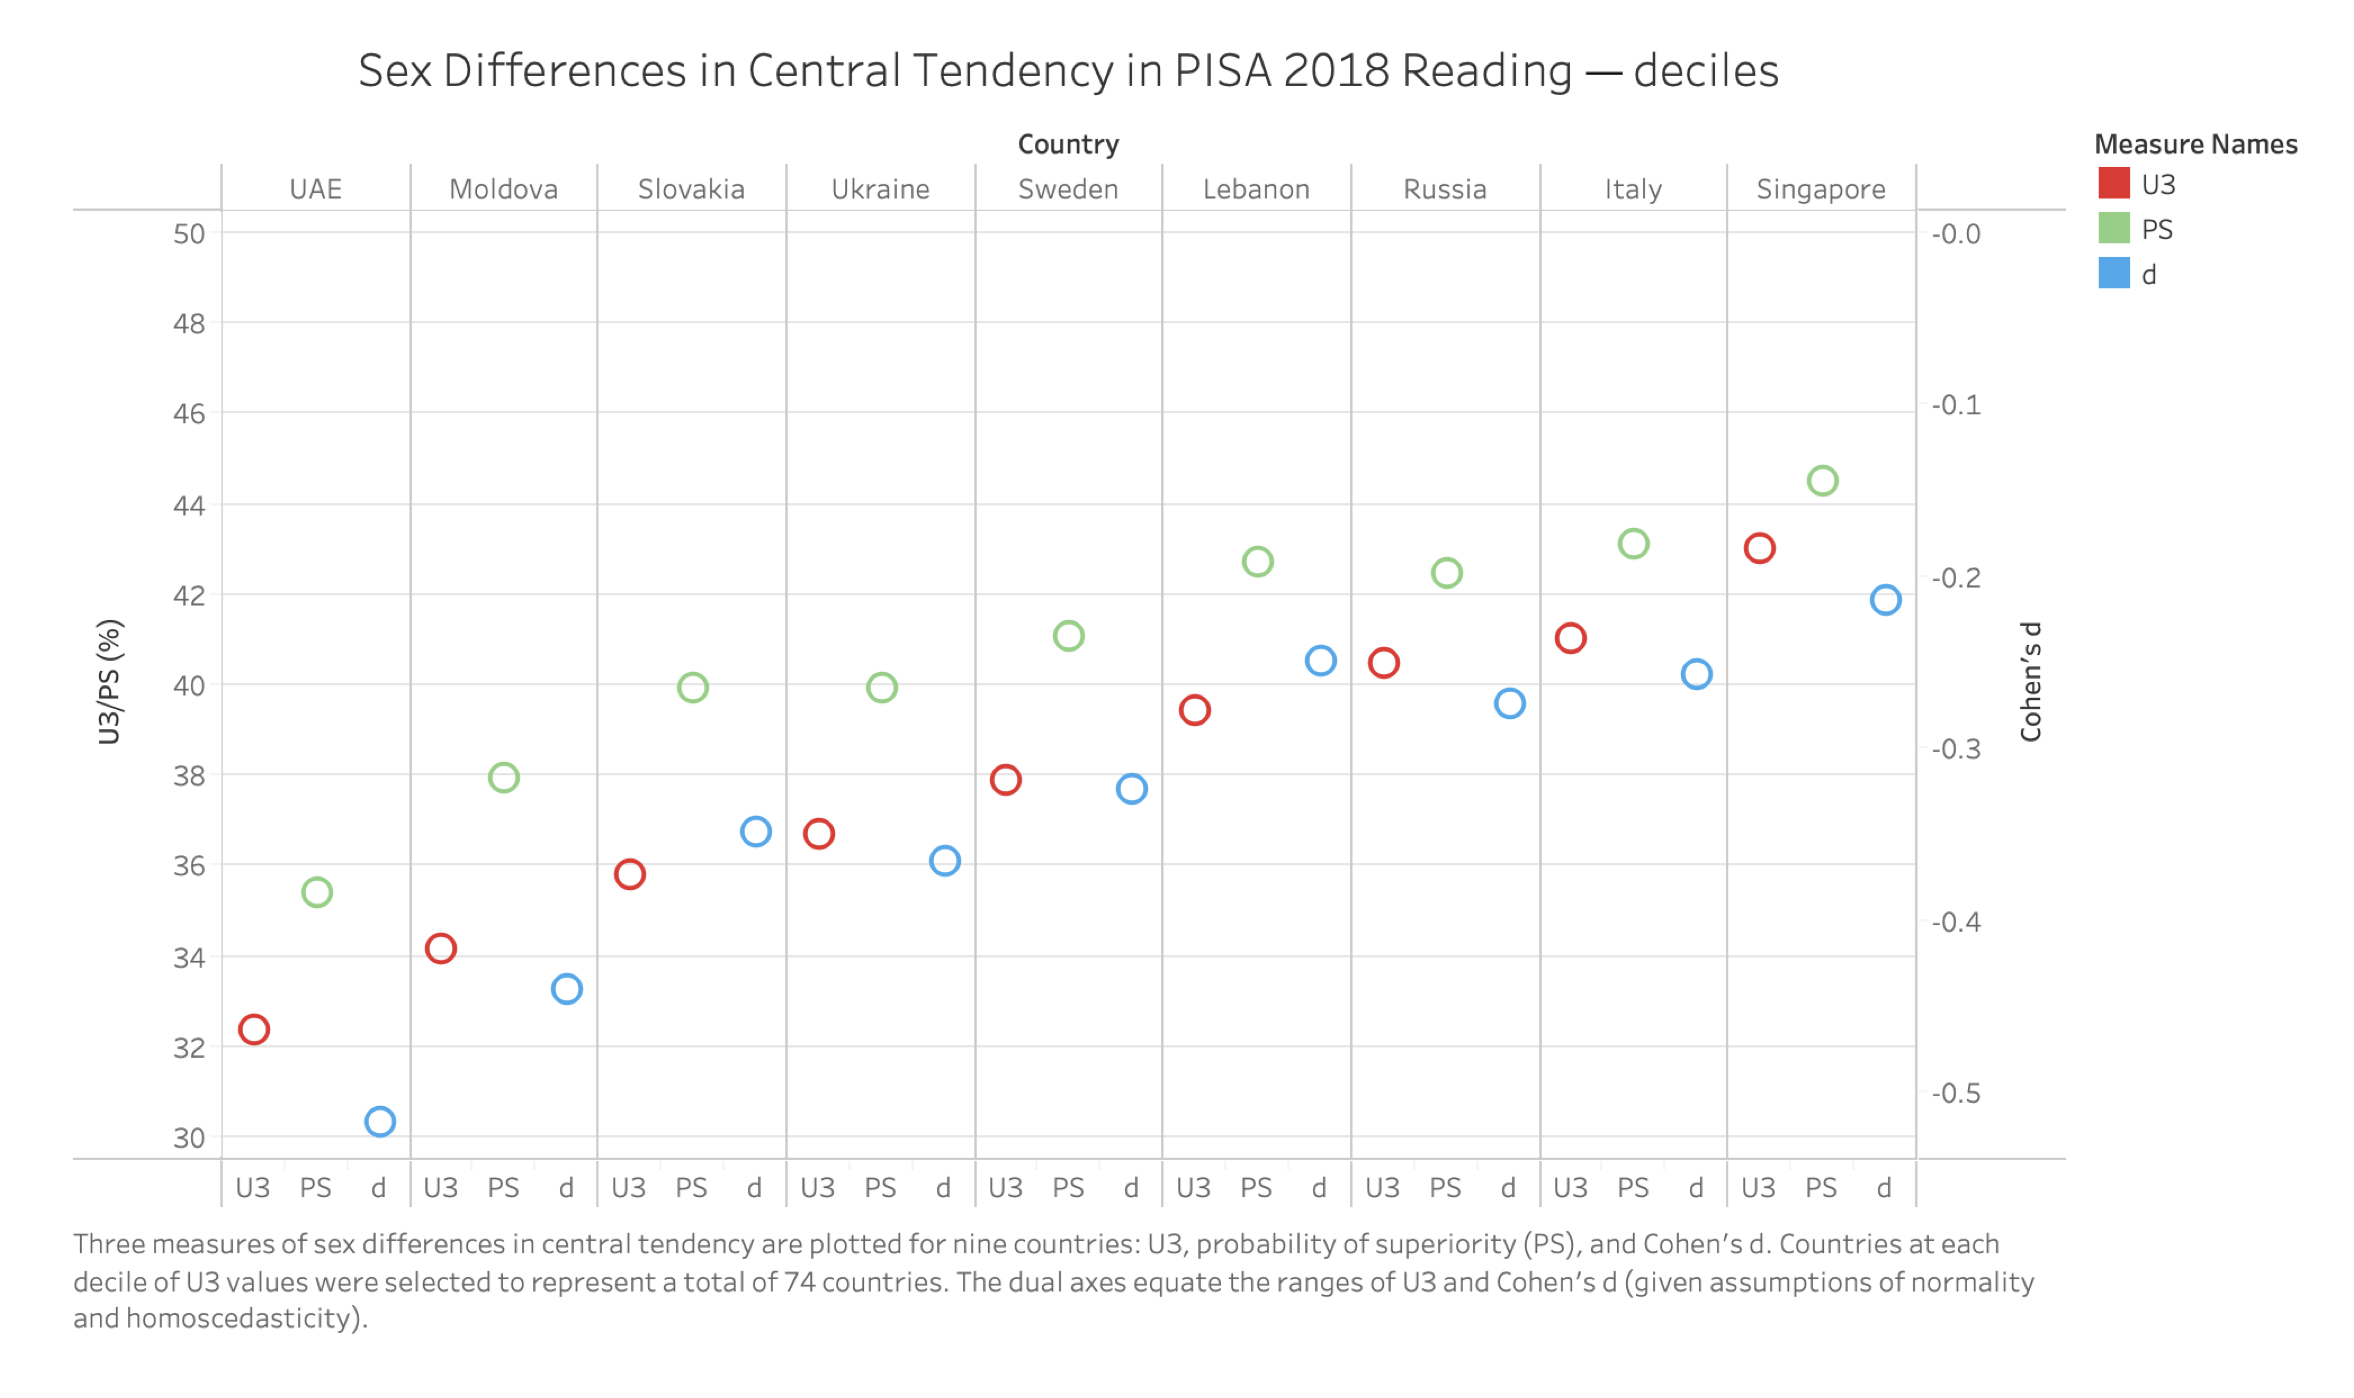 Sex Differences in Central Tendency in PISA 2018 Reading — deciles
Country
Measure Names
UAE Moldova Slovakia Ukraine Sweden Lebanon Russia Italy Singapore
U3
PS
d
50
48
46
44
42
40
38
36
34
32
30
U3/PS (%)
-0.0
-0.1
-0.2
-0.3
-0.4
-0.5
Cohen's d
U3 PS d U3 PS d U3 PS d U3 PS d U3 PS d U3 PS d U3 PS d U3 PS d U3 PS d
Three measures of sex differences in central tendency are plotted for nine countries: U3, probability of superiority (PS), and Cohen's d. Countries at each
decile of U3 values were selected to represent a total of 74 countries. The dual axes equate the ranges of U3 and Cohen's d (given assumptions of normality
and homoscedasticity).